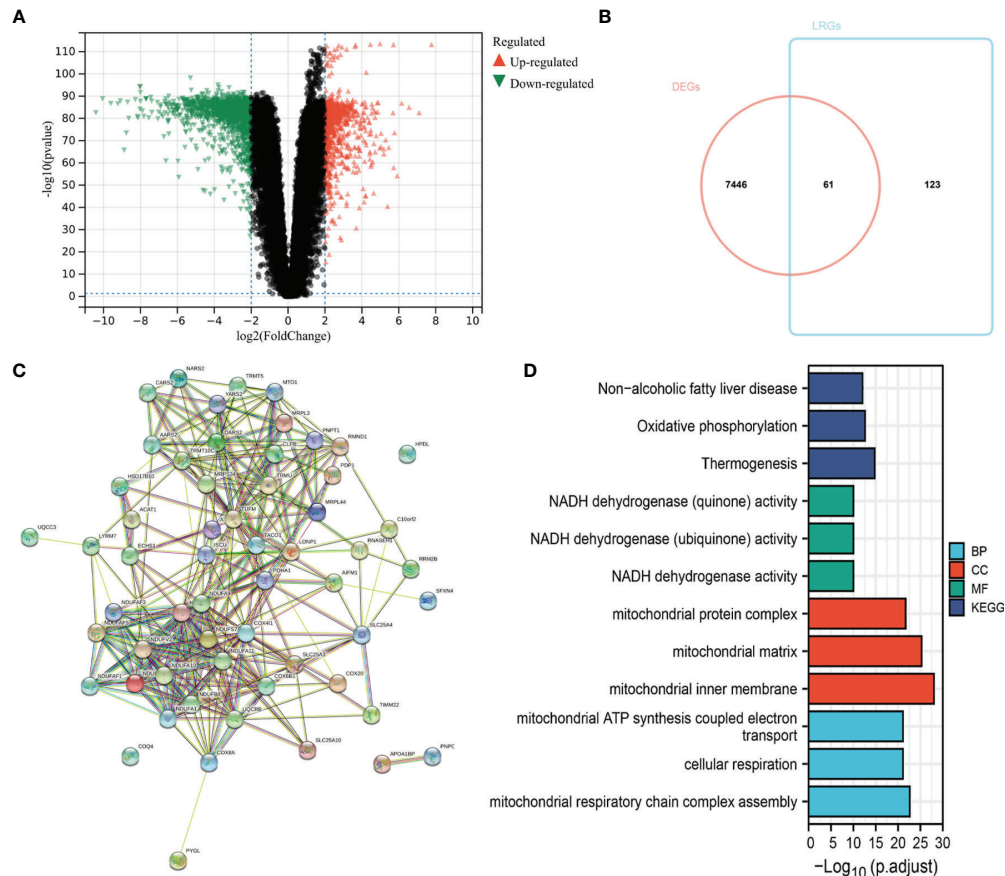 A
110
100
90
80
70
60
50
40
30
20
10
0
-log10(pvalue)
−10 −8 −6 −4 −2 0 2 4 6 8 10
log2(FoldChange)
Regulated
Up-regulated
Down-regulated
B
LRGs
DEGs
7446 61 123
C
NARS2
TRMT5
CARS2
YARS2
MTO1
MRPL3
AARS2
DARS2
PNPT1
RMND1
CLPB
HPDL
TRMT10C
PDP1
HSD17B10
MRPS34
TRMU
MRPL44
ACAT1
TUFM
C10orf2
UQCC3
LYRM7
ECHS1
ISCU
TACO1
LONP1
RNASEH1
RRM2B
PDHA1
AIFM1
SFXN4
NDUFAF3
NDUFA9
COX4I1
SLC25A4
NDUFS7
NDUFV2
NDUFA11
SLC25A3
NDUFAF1
NDUFA10
COX6B1
COX20
UQCRB
TIMM22
COQ4
COX8A
SLC25A10
APOA1BP
PYGL
D
Non−alcoholic fatty liver disease
Oxidative phosphorylation
Thermogenesis
NADH dehydrogenase (quinone) activity
NADH dehydrogenase (ubiquinone) activity
NADH dehydrogenase activity
mitochondrial protein complex
mitochondrial matrix
mitochondrial inner membrane
mitochondrial ATP synthesis coupled electron
transport
cellular respiration
mitochondrial respiratory chain complex assembly
0 5 10 15 20 25 30
−Log10 (p.adjust)
BP
CC
MF
KEGG